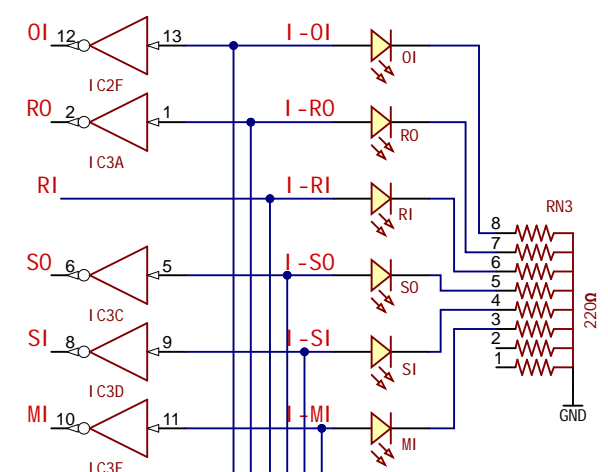 OI 12 13 I-OI OI
IC2F
RO 2 1 I-RO RO
IC3A
RI I-RI RI
RN3
8
7
6
5
4
3
2
1
220Ω
GND
SO 6 5 I-SO SO
IC3C
SI 8 9 I-SI SI
IC3D
MI 10 11 I-MI MI